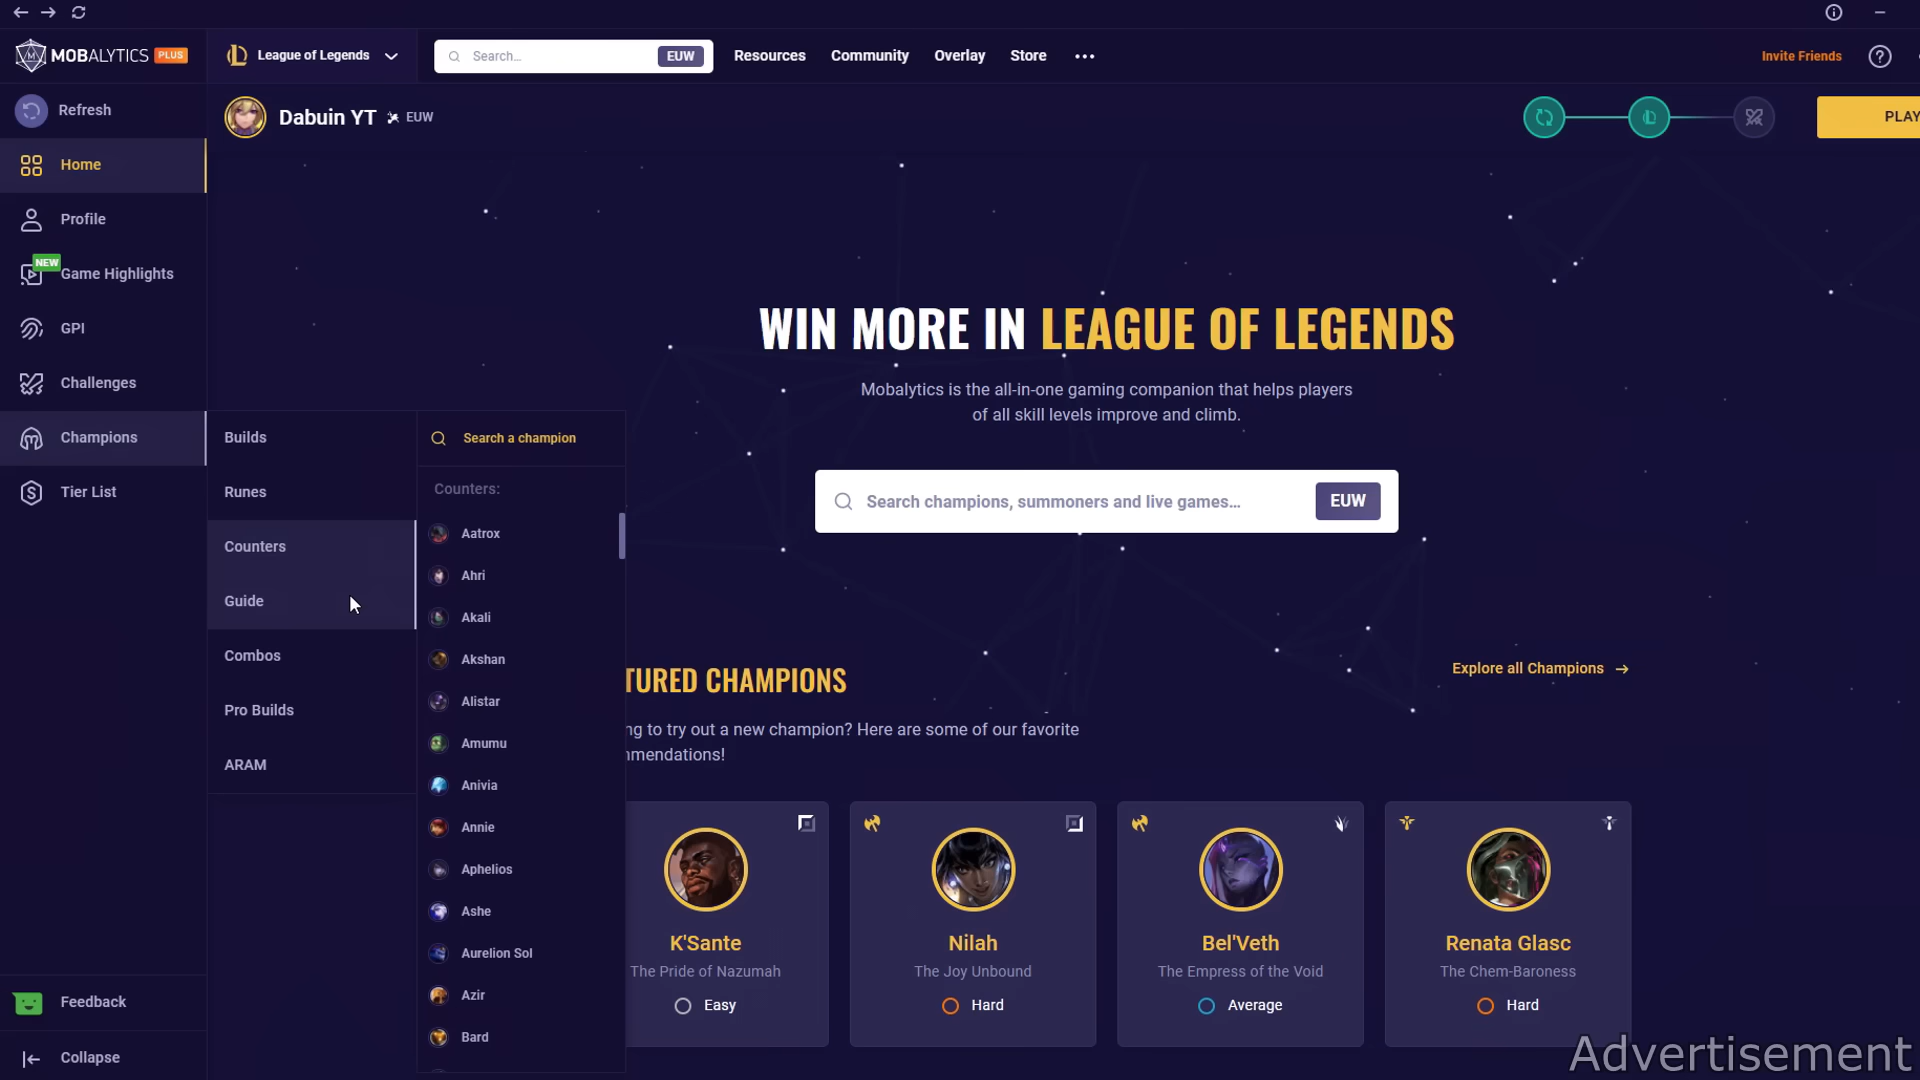 MOBALYTICS PLUS
League of Legends
Search...
EUW
Resources
Community
Overlay
Store
Invite Friends
Refresh
Dabuin YT
EUW
PLAY
Home
Profile
NEW
Game Highlights
GPI
Challenges
Champions
Tier List
Builds
Runes
Counters
Guide
Combos
Pro Builds
ARAM
Search a champion
Counters:
Aatrox
Ahri
Akali
Akshan
Alistar
Amumu
Anivia
Annie
Aphelios
Ashe
Aurelion Sol
Azir
Bard
WIN MORE IN LEAGUE OF LEGENDS
Mobalytics is the all-in-one gaming companion that helps players
of all skill levels improve and climb.
Search champions, summoners and live games...
EUW
TURED CHAMPIONS
Explore all Champions
ng to try out a new champion? Here are some of our favorite
mendations!
K'Sante
The Pride of Nazumah
Easy
Nilah
The Joy Unbound
Hard
Bel'Veth
The Empress of the Void
Average
Renata Glasc
The Chem-Baroness
Hard
Feedback
Collapse
Advertisement